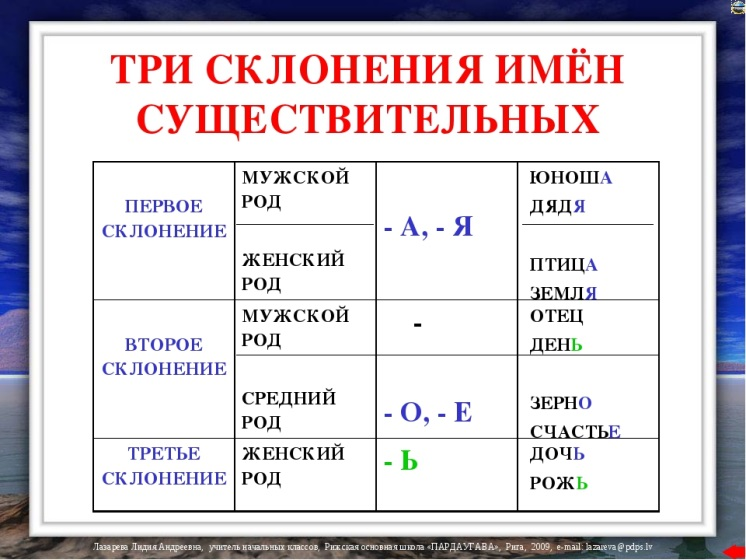 ТРИ СКЛОНЕНИЯ ИМЁН
СУЩЕСТВИТЕЛЬНЫХ
ПЕРВОЕ
СКЛОНЕНИЕ
МУЖСКОЙ
РОД
ЖЕНСКИЙ
РОД
- А, - Я
ЮНОША
ДЯДЯ
ПТИЦА
ЗЕМЛЯ
ВТОРОЕ
СКЛОНЕНИЕ
МУЖСКОЙ
РОД
-
ОТЕЦ
ДЕНЬ
СРЕДНИЙ
РОД
- О, - Е
ЗЕРНО
СЧАСТЬЕ
ТРЕТЬЕ
СКЛОНЕНИЕ
ЖЕНСКИЙ
РОД
- Ь
ДОЧЬ
РОЖЬ
Лазарева Лидия Андреевна, учитель начальных классов, Рижская основная школа «ПАРДАУГАВА», Рига, 2009, e-mail: lazareva@pdps.lv